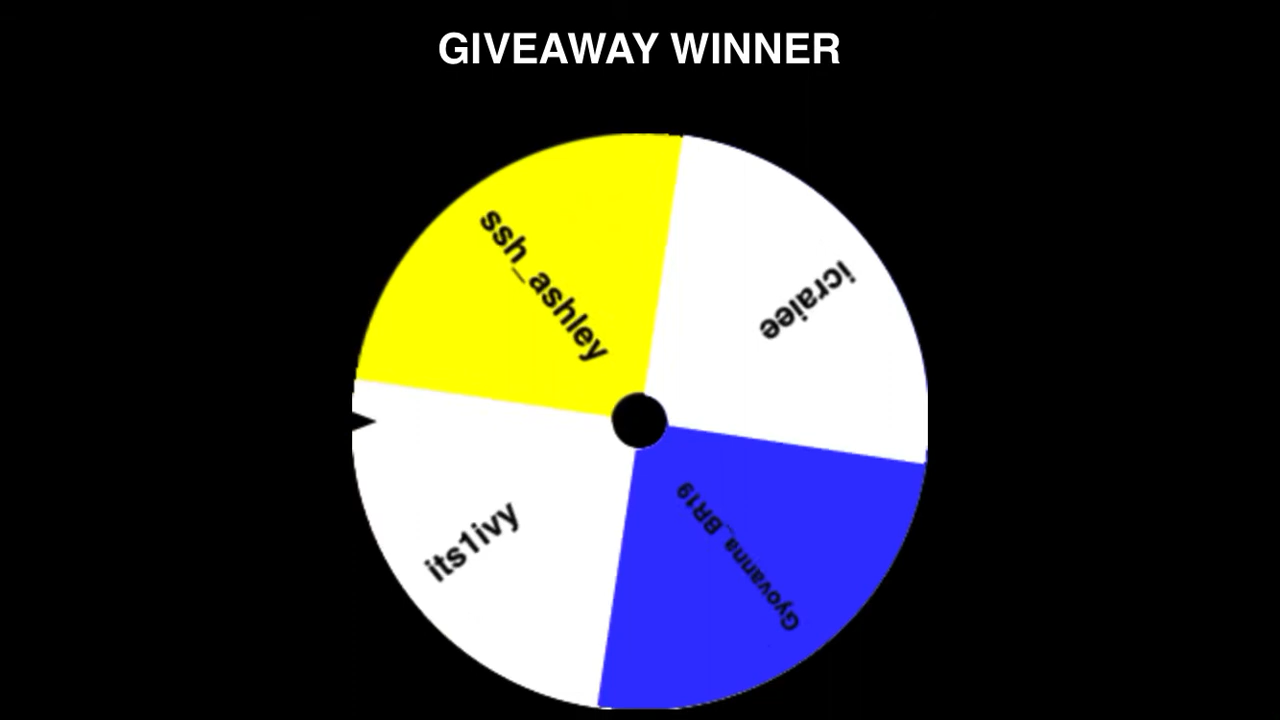 GIVEAWAY WINNER
ssh_ashley
icraiee
its1ivy
Gyovanna_BR19